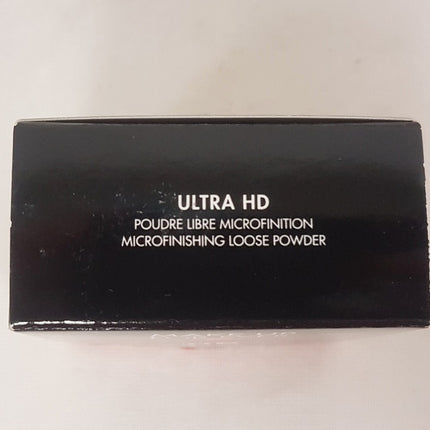 ULTRA HD
POUDRE LIBRE MICROFINITION
MICROFINISHING LOOSE POWDER